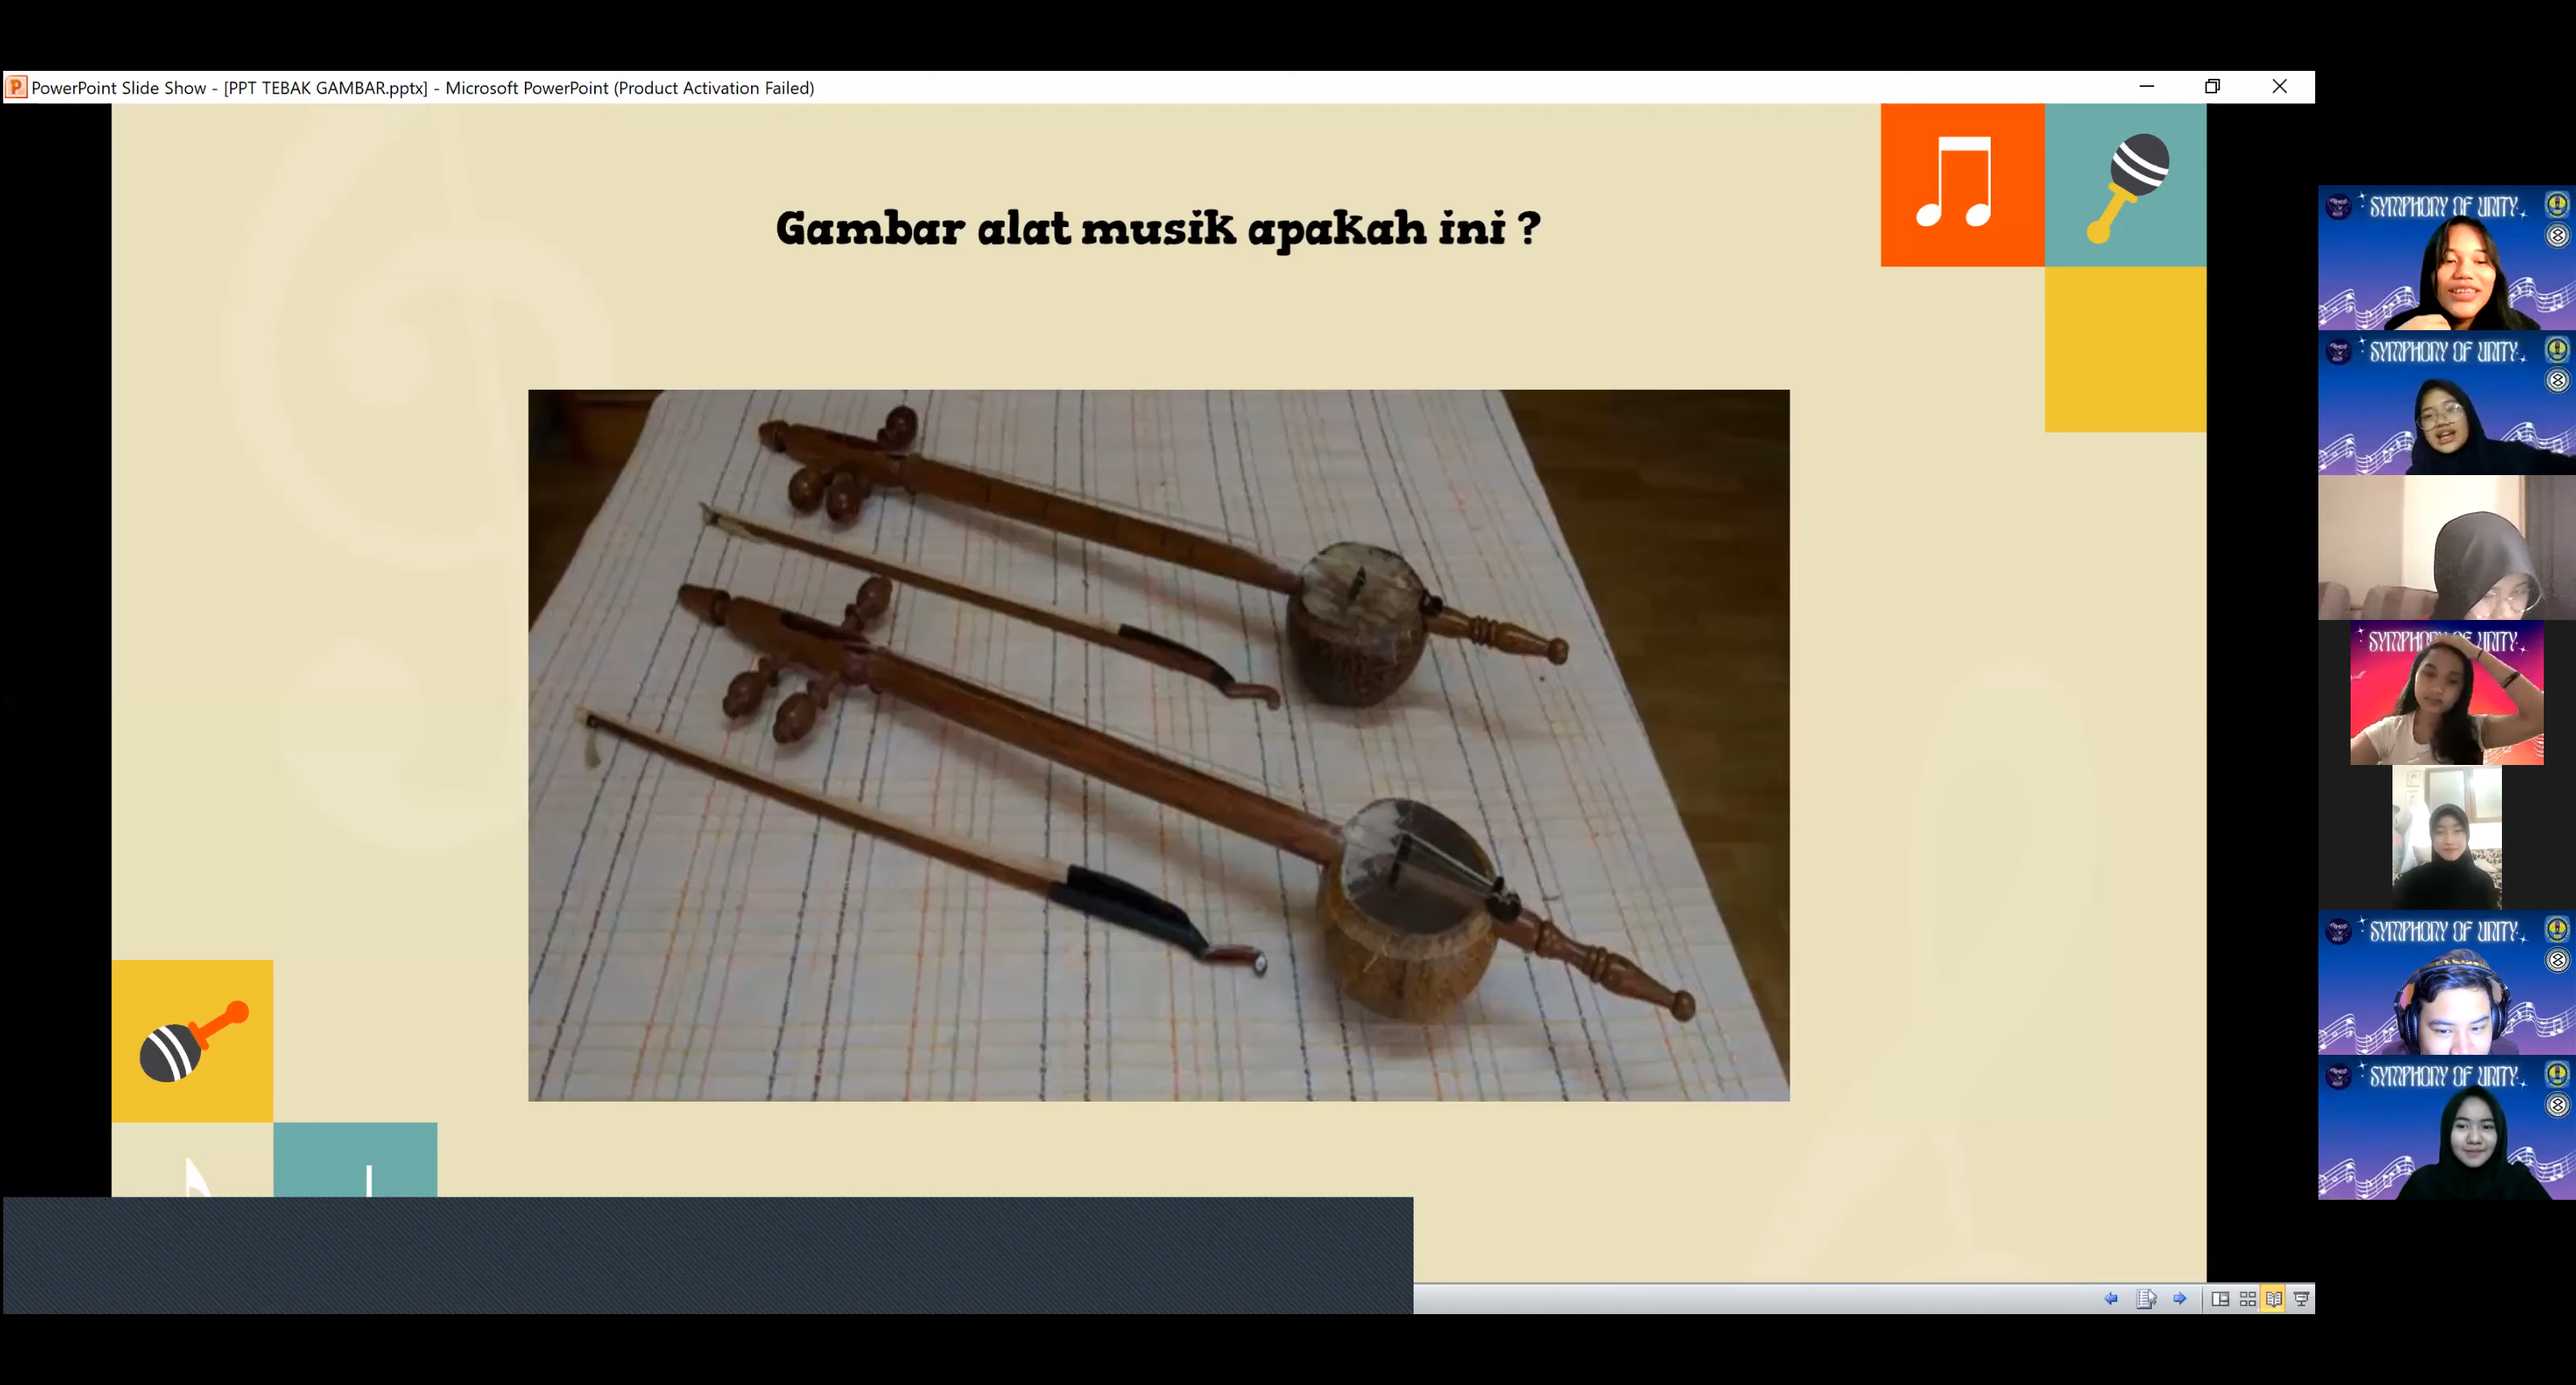 PowerPoint Slide Show - [PPT TEBAK GAMBAR.pptx] - Microsoft PowerPoint (Product Activation Failed)
Gambar alat musik apakah ini ?
SYMPHONY OF UNITY
SYMPHONY OF UNITY
SYMPHONY OF UNITY
SYMPHONY OF UNITY
SYMPHONY OF UNITY